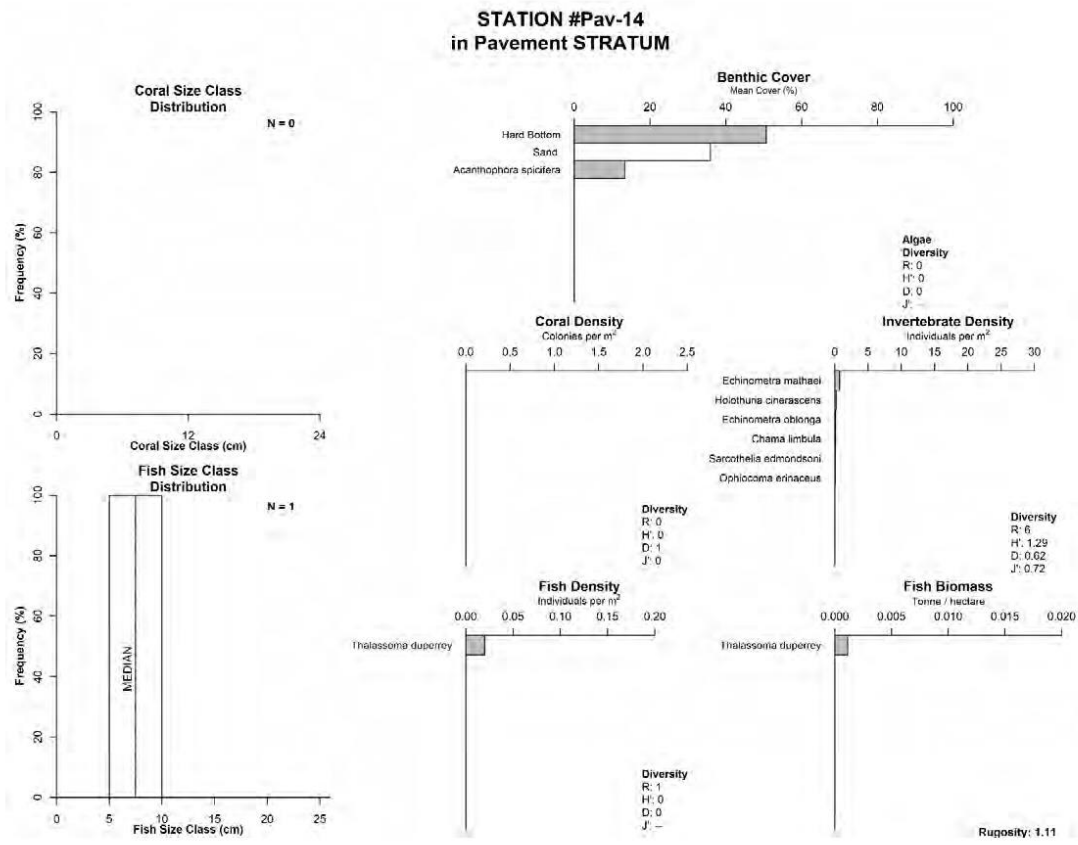 STATION #Pav-14
in Pavement STRATUM
Coral Size Class
Distribution
N = 0
100
80
60
40
20
0
Frequency (%)
0 12 24
Coral Size Class (cm)
Benthic Cover
Mean Cover (%)
0 20 40 60 80 100
Hard Bottom
Sand
Acanthophora spicifera
Algae
Diversity
R: 0
H': 0
D: 0
J': --
Coral Density
Colonies per m²
0.0 0.5 1.0 1.5 2.0 2.5
Diversity
R: 0
H': 0
D: 1
J': 0
Invertebrate Density
Individuals per m²
0 5 10 15 20 25 30
Echinometra mathaei
Holothuria cinerascens
Echinometra oblonga
Chama limbula
Sarcothelia edmondsoni
Ophiocoma erinaceus
Diversity
R: 6
H': 1.29
D: 0.62
J': 0.72
Fish Size Class
Distribution
N = 1
100
80
60
40
20
0
Frequency (%)
MEDIAN
0 5 10 15 20 25
Fish Size Class (cm)
Fish Density
Individuals per m²
0.00 0.05 0.10 0.15 0.20
Thalassoma duperrey
Diversity
R: 1
H': 0
D: 0
J': --
Fish Biomass
Tonne / hectare
0.000 0.005 0.010 0.015 0.020
Thalassoma duperrey
Rugosity: 1.11